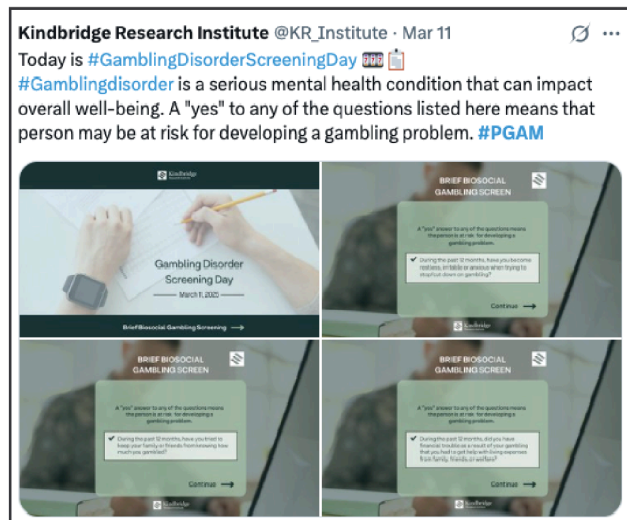 Kindbridge Research Institute @KR_Institute · Mar 11
Today is #GamblingDisorderScreeningDay 🎰📋
#Gamblingdisorder is a serious mental health condition that can impact
overall well-being. A "yes" to any of the questions listed here means that
person may be at risk for developing a gambling problem. #PGAM
Kindbridge
Gambling Disorder
Screening Day
March 11, 2025
Brief Biosocial Gambling Screening →
BRIEF BIOSOCIAL
GAMBLING SCREEN
A "yes" answer to any of the questions means
the person is at risk for developing a
gambling problem.
During the past 12 months, have you become
restless, irritable or anxious when trying to
stop/cut down on gambling?
Continue →
Kindbridge
BRIEF BIOSOCIAL
GAMBLING SCREEN
A "yes" answer to any of the questions means
the person is at risk for developing a
gambling problem.
During the past 12 months, have you tried to
keep your family or friends from knowing how
much you gambled?
Continue →
Kindbridge
BRIEF BIOSOCIAL
GAMBLING SCREEN
A "yes" answer to any of the questions means
the person is at risk for developing a
gambling problem.
During the past 12 months, did you have
financial trouble as a result of your gambling
that you had to get help with living expenses
from family, friends, or welfare?
Continue →
Kindbridge